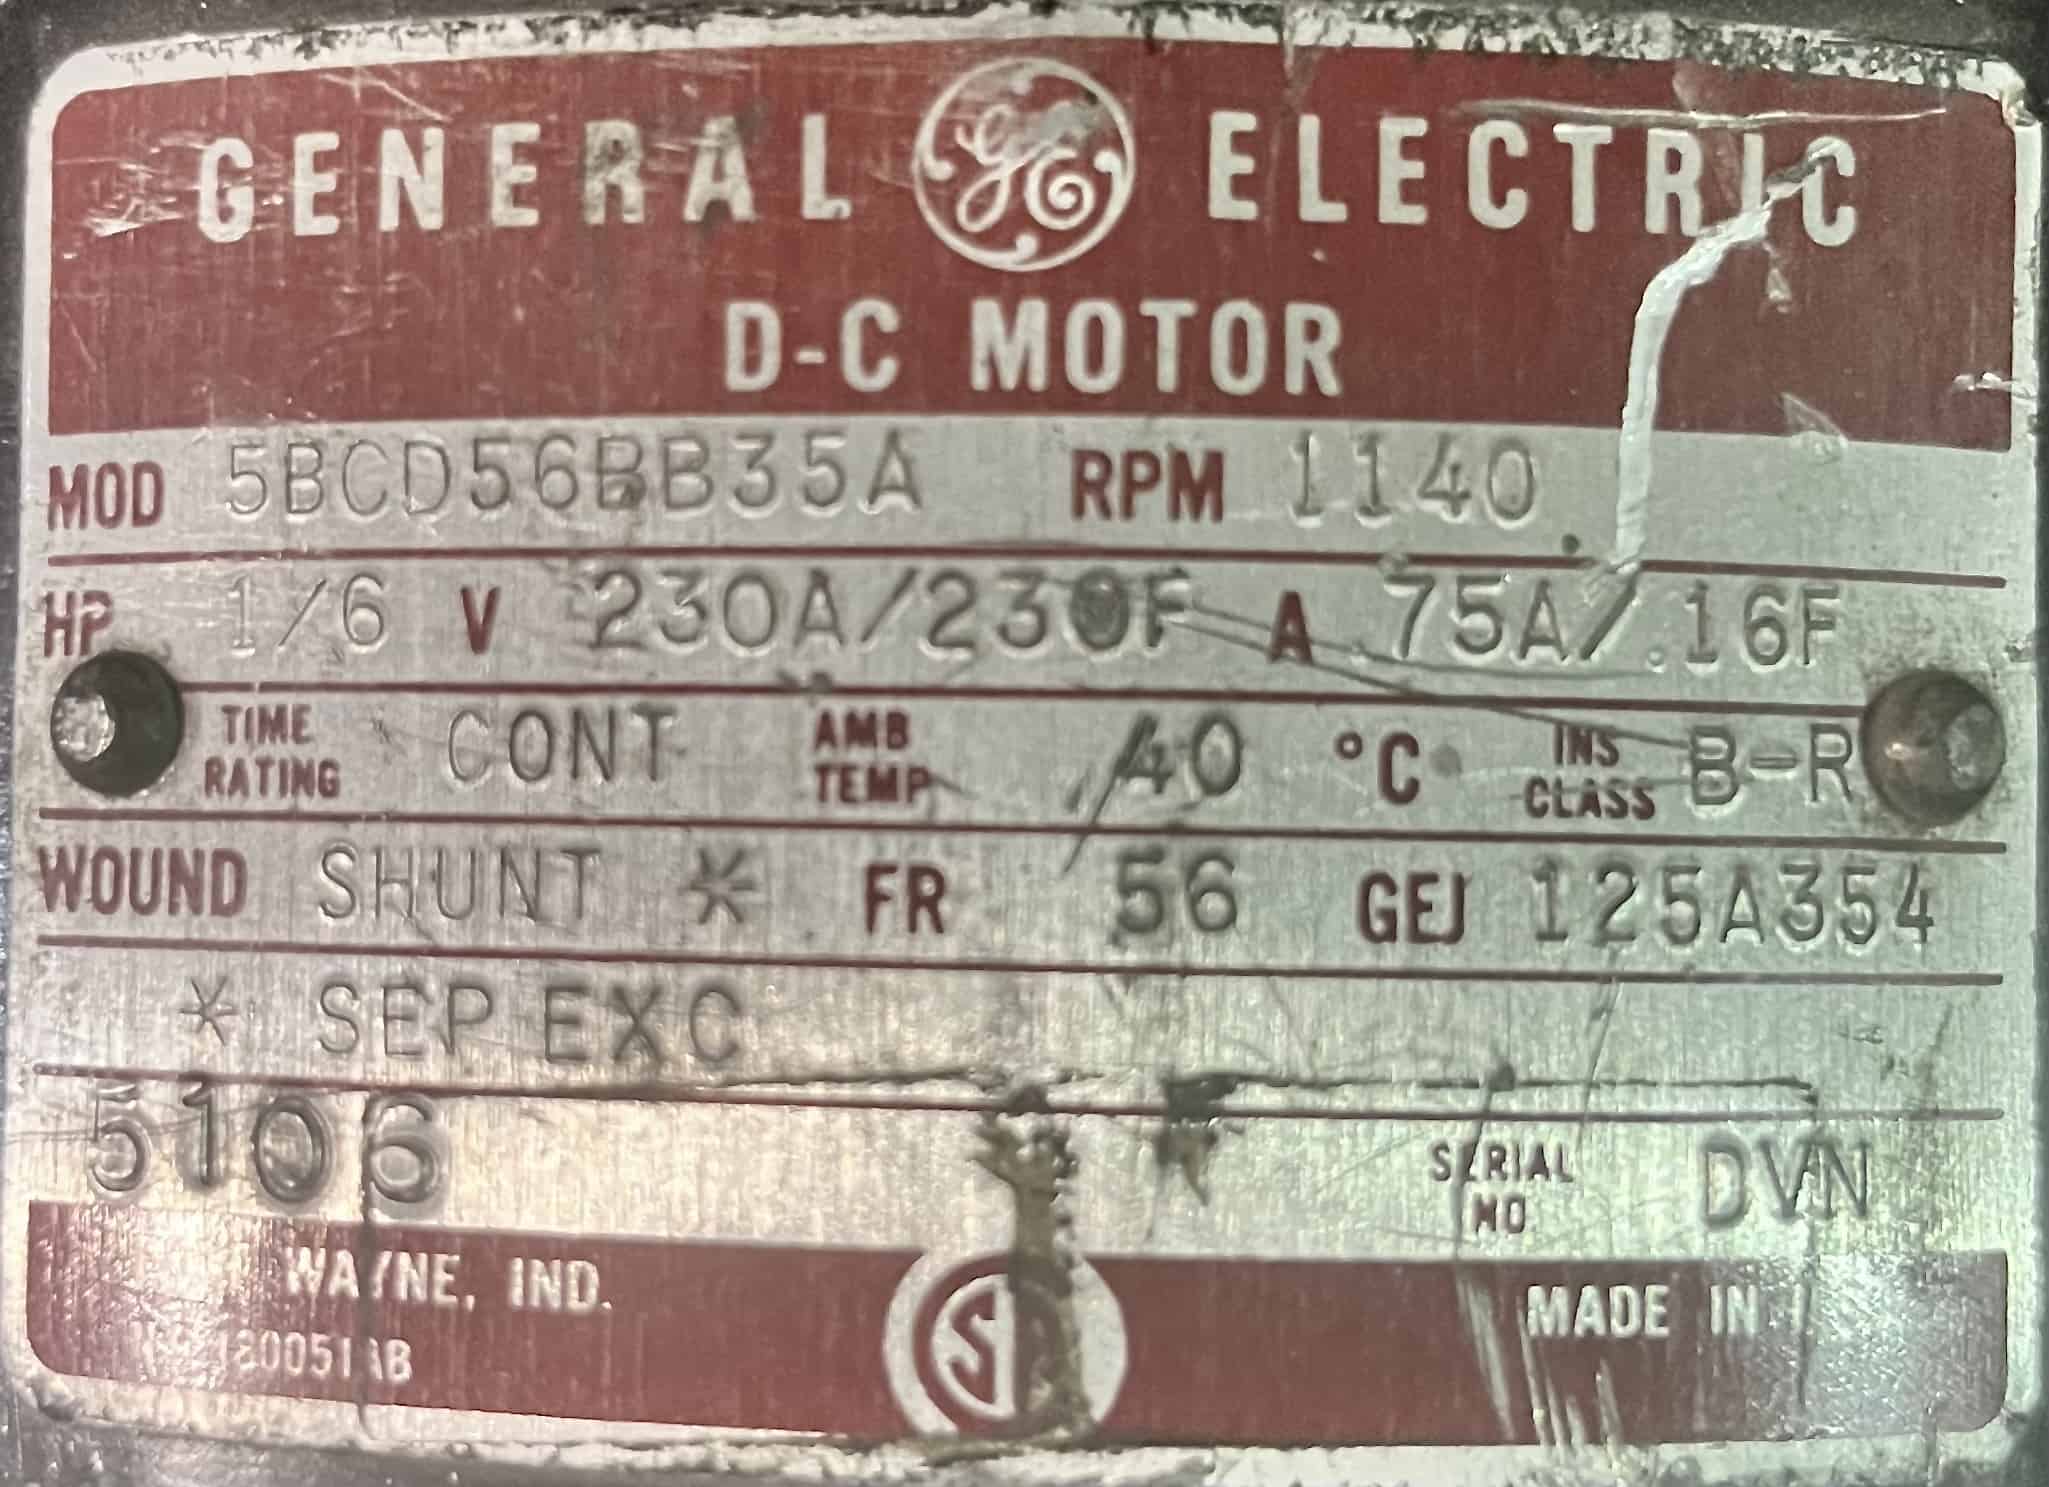 GENERAL GE ELECTRIC
D-C MOTOR
MOD 5BCD56BB35A RPM 1140
HP 1/6 V 230A/230F A 75A/.16F
TIME RATING CONT AMB TEMP 40 °C INS CLASS B-R
WOUND SHUNT * FR 56 GEJ 125A354
* SEP EXC
5106 SERIAL NO DVN
WAYNE, IND. MADE IN